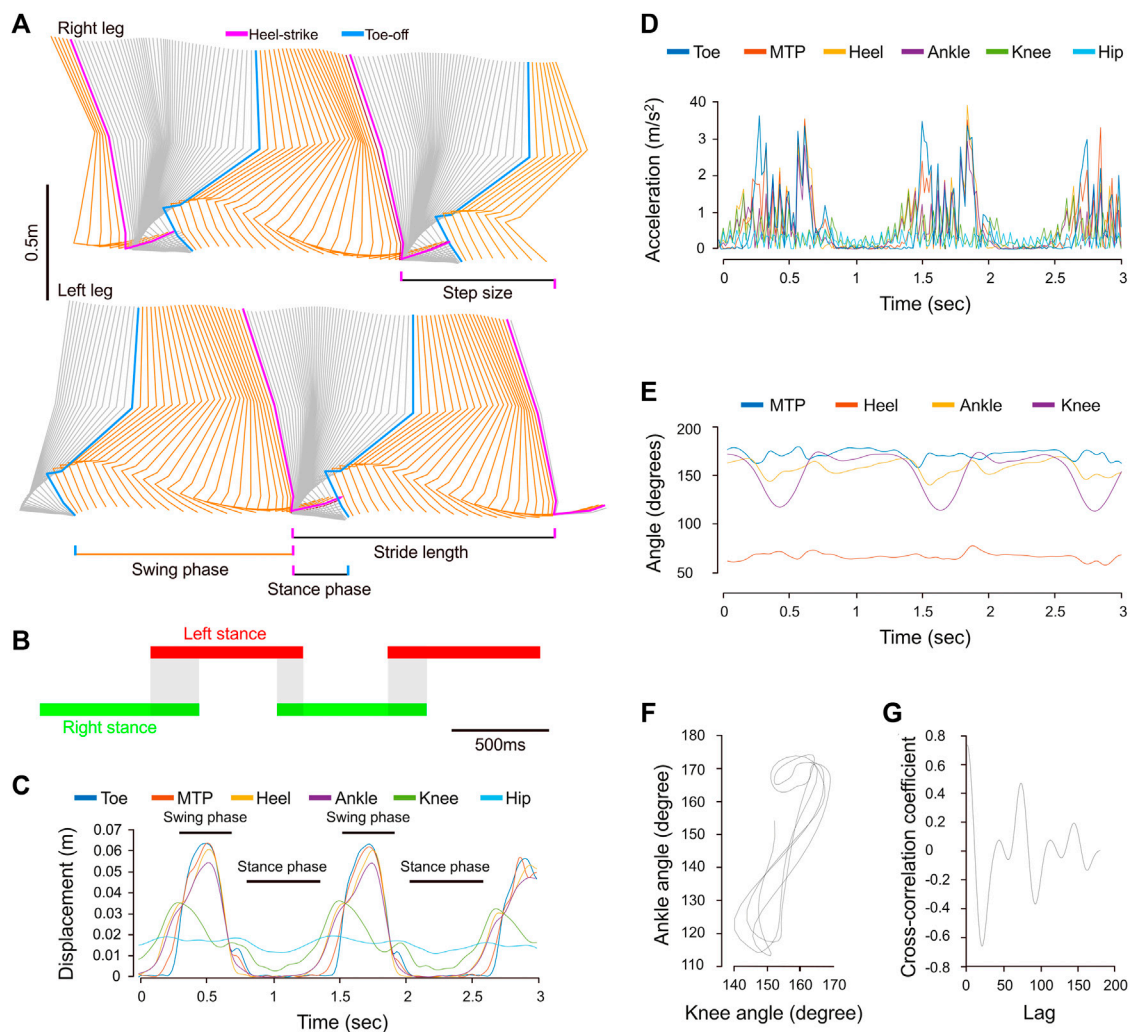 A
Right leg
Heel-strike Toe-off
0.5m
Step size
Left leg
Stride length
Swing phase
Stance phase
B
Left stance
Right stance
500ms
C
Toe MTP Heel Ankle Knee Hip
Swing phase Swing phase
Stance phase Stance phase
Displacement (m)
0.07
0.06
0.05
0.04
0.03
0.02
0.01
0
0 0.5 1 1.5 2 2.5 3
Time (sec)
D
Toe MTP Heel Ankle Knee Hip
Acceleration (m/s²)
40
3
2
1
0
0 0.5 1 1.5 2 2.5 3
Time (sec)
E
MTP Heel Ankle Knee
Angle (degrees)
200
150
100
50
0 0.5 1 1.5 2 2.5 3
Time (sec)
F
Ankle angle (degree)
180
170
160
150
140
130
120
110
140 150 160 170
Knee angle (degree)
G
Cross-correlation coefficient
0.8
0.6
0.4
0.2
0
-0.2
-0.4
-0.6
-0.8
0 50 100 150 200
Lag